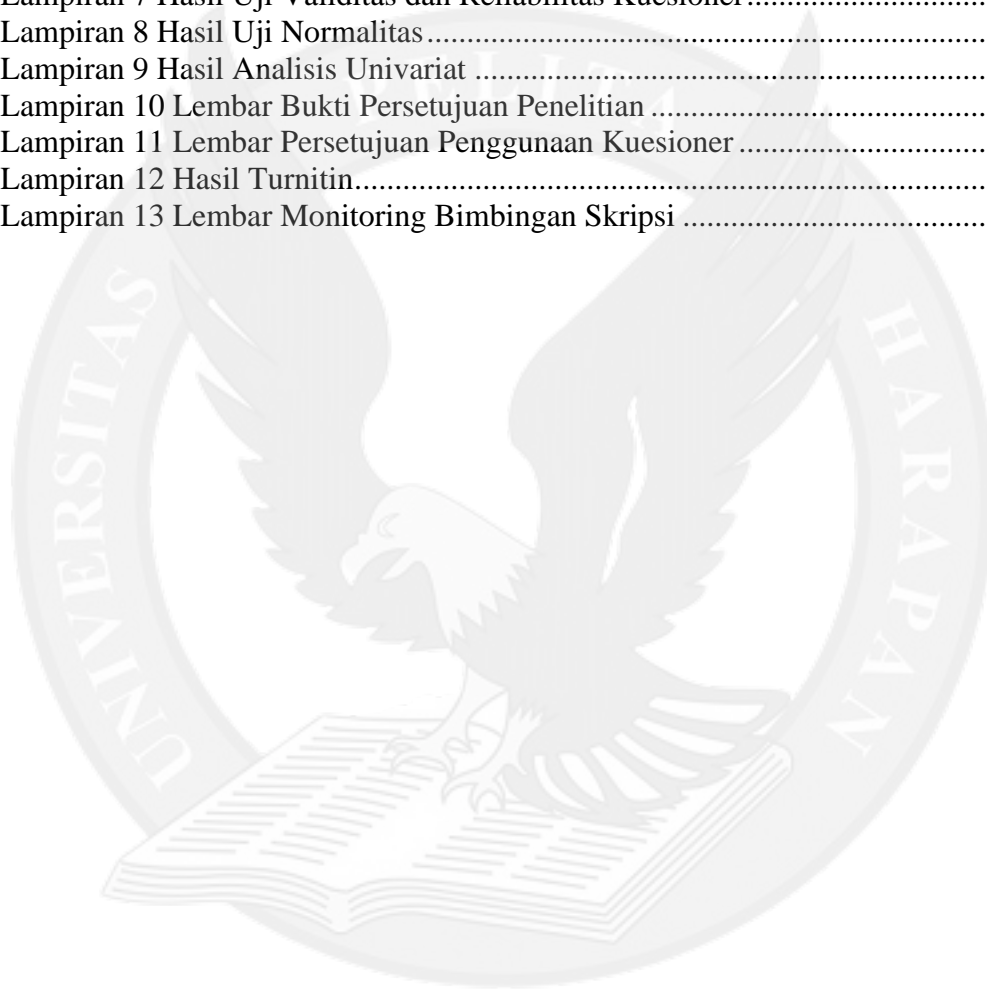 Lampiran 7 Hasil Uji Validitas dan Reliabilitas Kuesioner..................
Lampiran 8 Hasil Uji Normalitas.....................................................................
Lampiran 9 Hasil Analisis Univariat ...............................................................
Lampiran 10 Lembar Bukti Persetujuan Penelitian .........................................
Lampiran 11 Lembar Persetujuan Penggunaan Kuesioner ..............................
Lampiran 12 Hasil Turnitin..............................................................................
Lampiran 13 Lembar Monitoring Bimbingan Skripsi .....................................
UNIVERSITAS PELITA HARAPAN